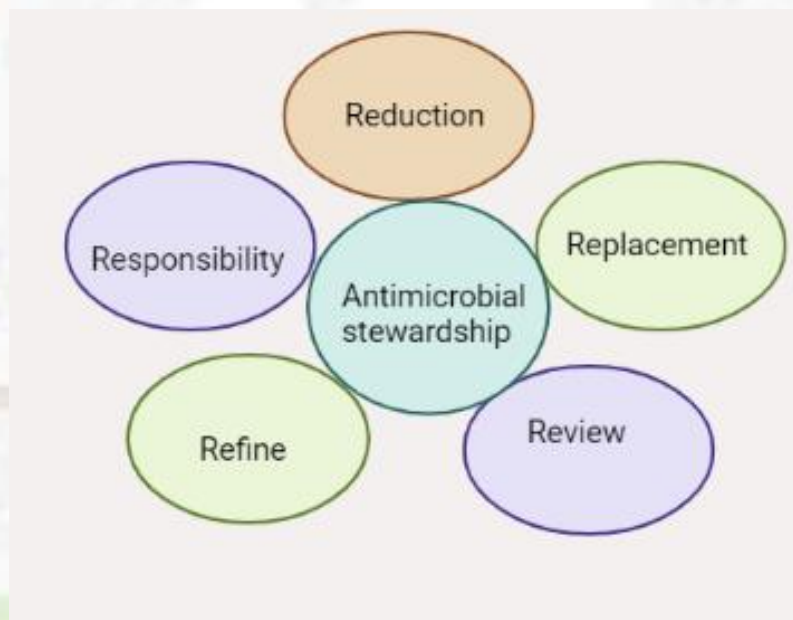 Reduction
Responsibility
Replacement
Antimicrobial
stewardship
Refine
Review